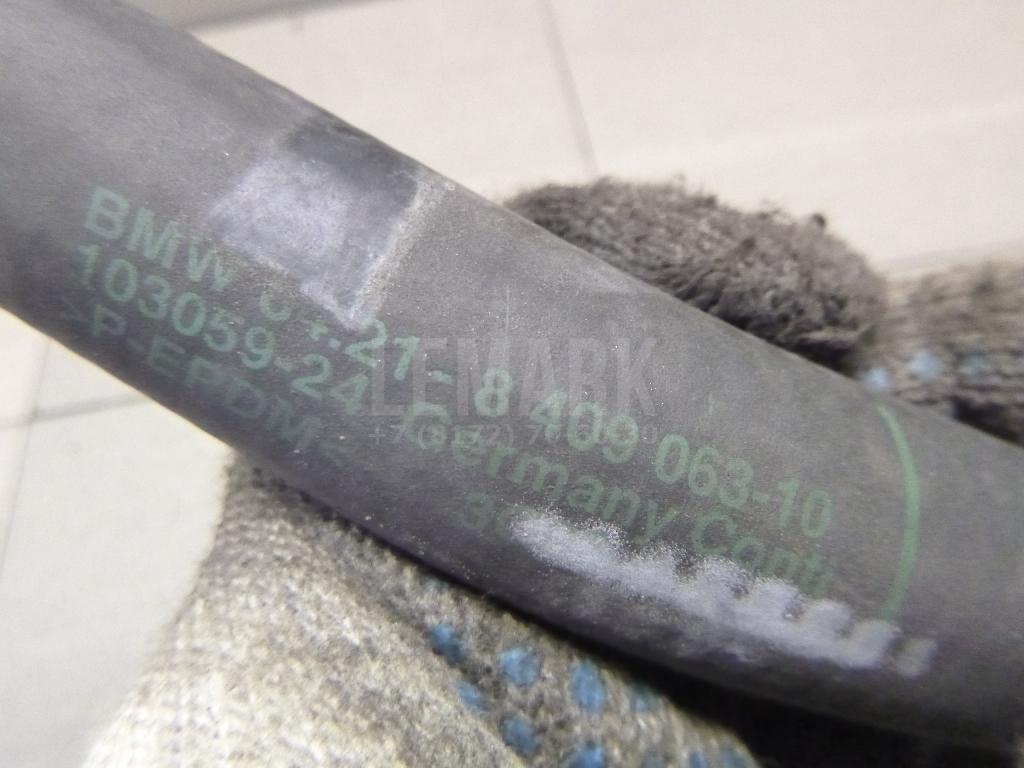 BMW 21- 8 409 063-10
103059-24 Germany Conti
>P-EPDM<
LEMARK